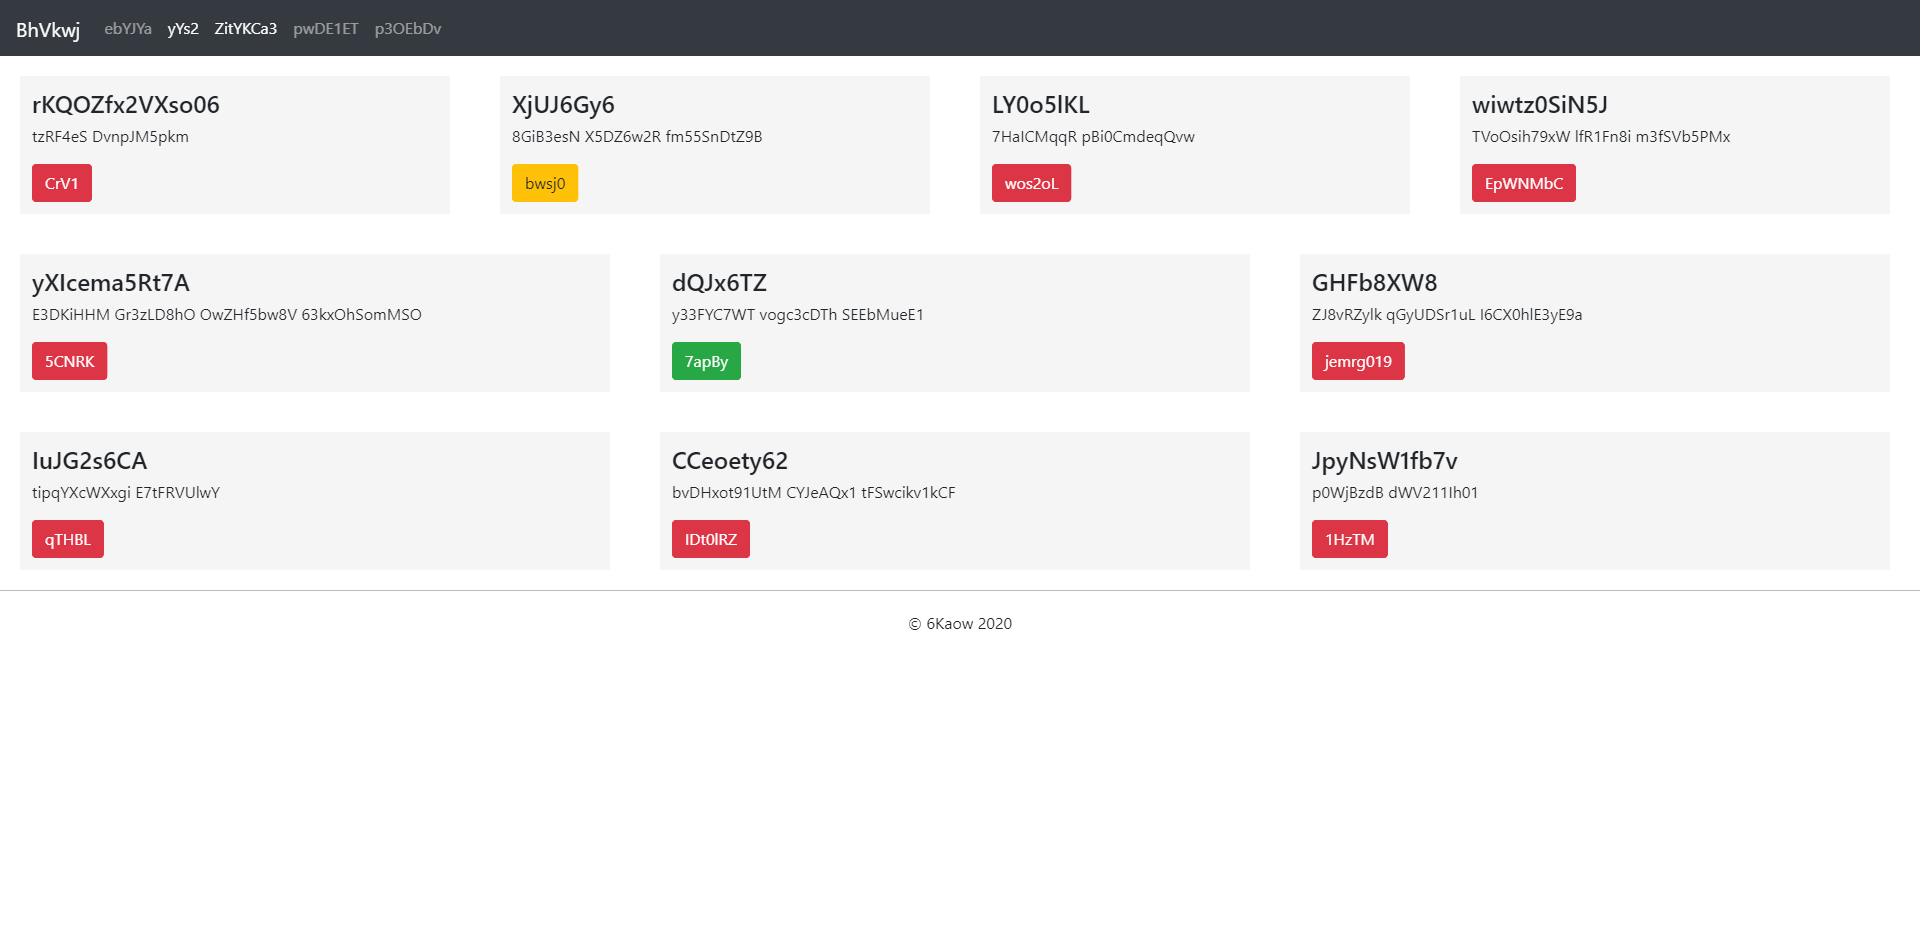 BhVkwj ebYJYa yYs2 ZitYKCa3 pwDE1ET p3OEbDv
rKQOZfx2VXso06
tzRF4eS DvnpJM5pkm
CrV1
XjUJ6Gy6
8GiB3esN X5DZ6w2R fm55SnDtZ9B
bwsj0
LY0o5lKL
7HaICMqqR pBi0CmdeqQvw
wos2oL
wiwtz0SiN5J
TVoOsih79xW lfR1Fn8i m3fSVb5PMx
EpWNMbC
yXIcema5Rt7A
E3DKiHHM Gr3zLD8hO OwZHf5bw8V 63kxOhSomMSO
5CNRK
dQJx6TZ
y33FYC7WT vogc3cDTh SEEbMueE1
7apBy
GHFb8XW8
ZJ8vRZylk qGyUDSr1uL I6CX0hlE3yE9a
jemrg019
IuJG2s6CA
tipqYXcWXxgi E7tFRVUlwY
qTHBL
CCeoety62
bvDHxot91UtM CYJeAQx1 tFSwcikv1kCF
IDt0lRZ
JpyNsW1fb7v
p0WjBzdB dWV211Ih01
1HzTM
© 6Kaow 2020